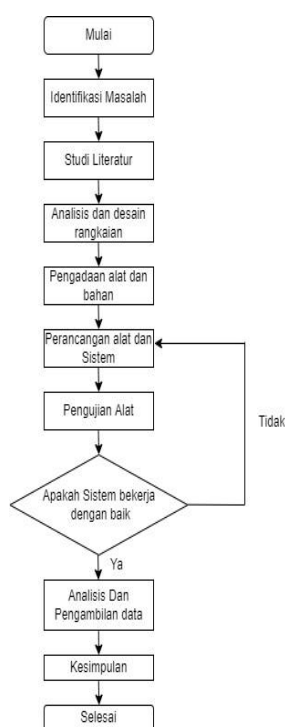 Mulai
Identifikasi Masalah
Studi Literatur
Analisis dan desain
rangkaian
Pengadaan alat dan
bahan
Perancangan alat dan
Sistem
Pengujian Alat
Tidak
Apakah Sistem bekerja
dengan baik
Ya
Analisis Dan
Pengambilan data
Kesimpulan
Selesai